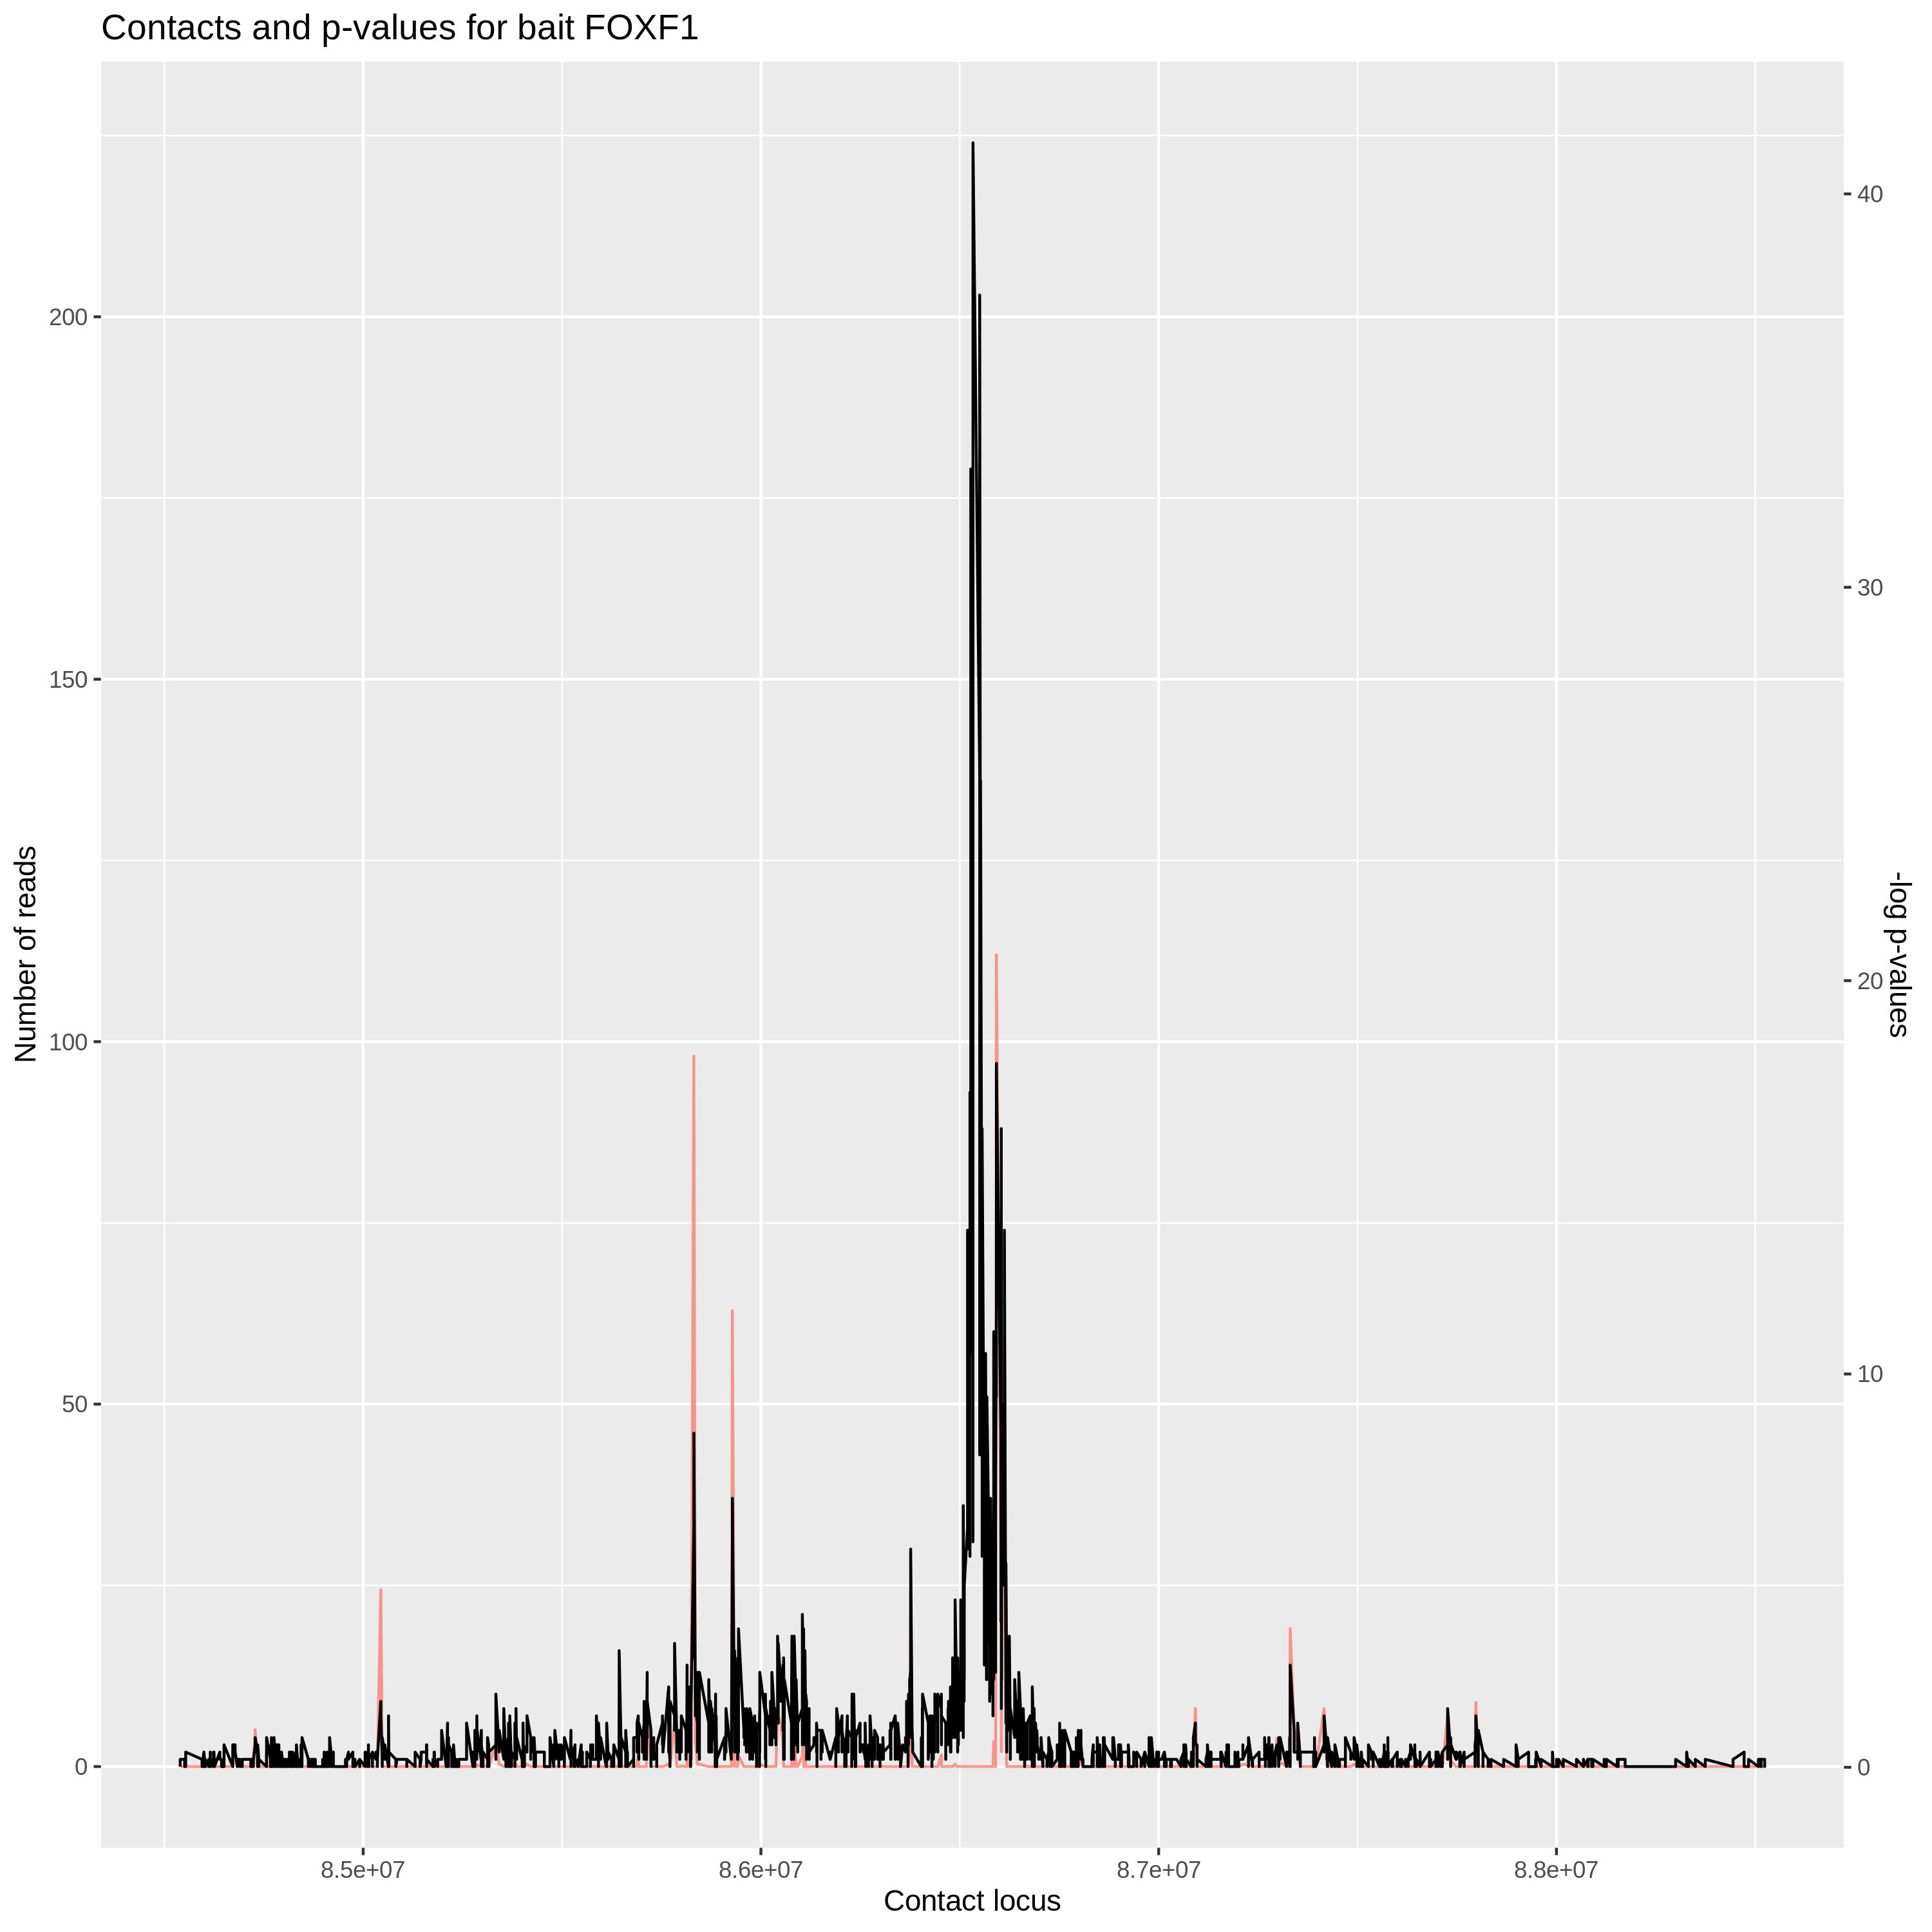 Contacts and p-values for bait FOXF1
Number of reads
200
150
100
50
0
40
30
20
10
0
-log p-values
8.5e+07
8.6e+07
8.7e+07
8.8e+07
Contact locus